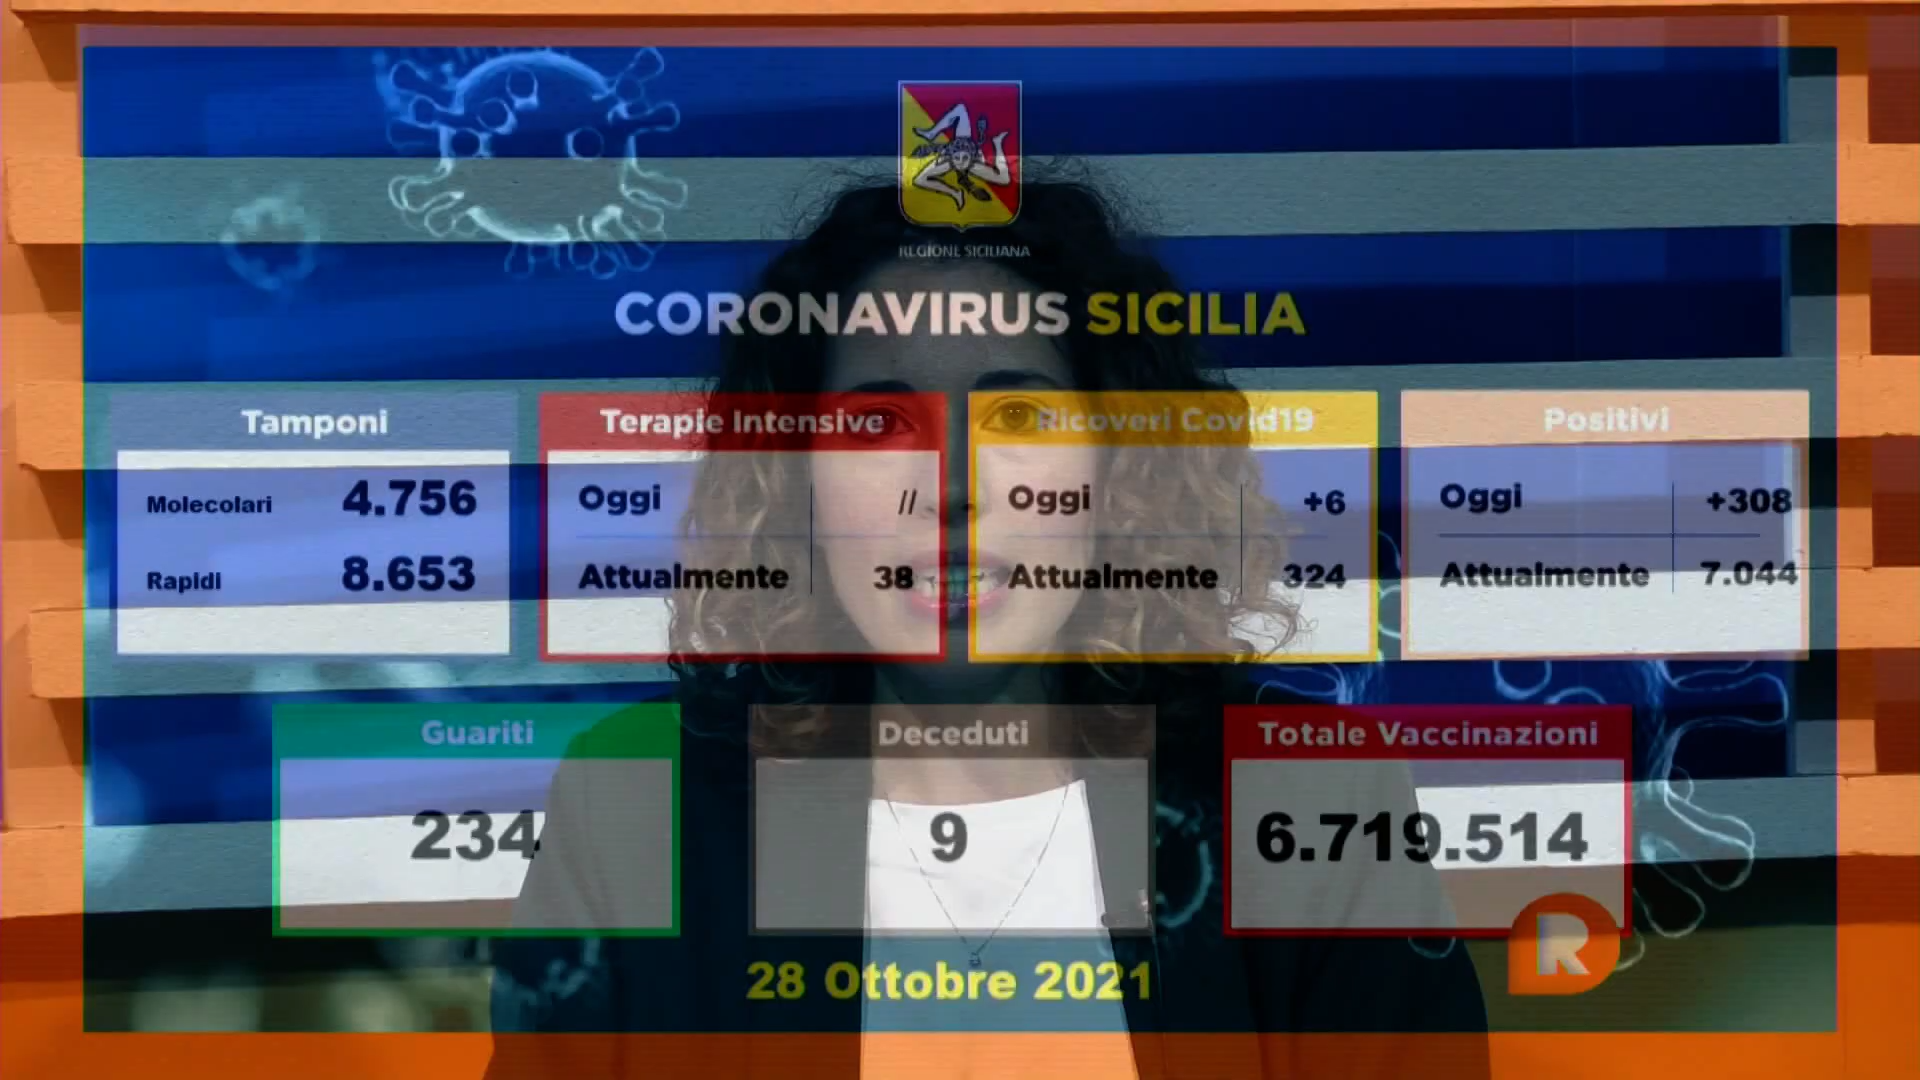 REGIONE SICILIANA
CORONAVIRUS SICILIA
Tamponi
Molecolari 4.756
Rapidi 8.653
Terapie Intensive
Oggi //
Attualmente 38
Ricoveri Covid19
Oggi +6
Attualmente 324
Positivi
Oggi +308
Attualmente 7.044
Guariti
234
Deceduti
9
Totale Vaccinazioni
6.719.514
R
28 Ottobre 2021